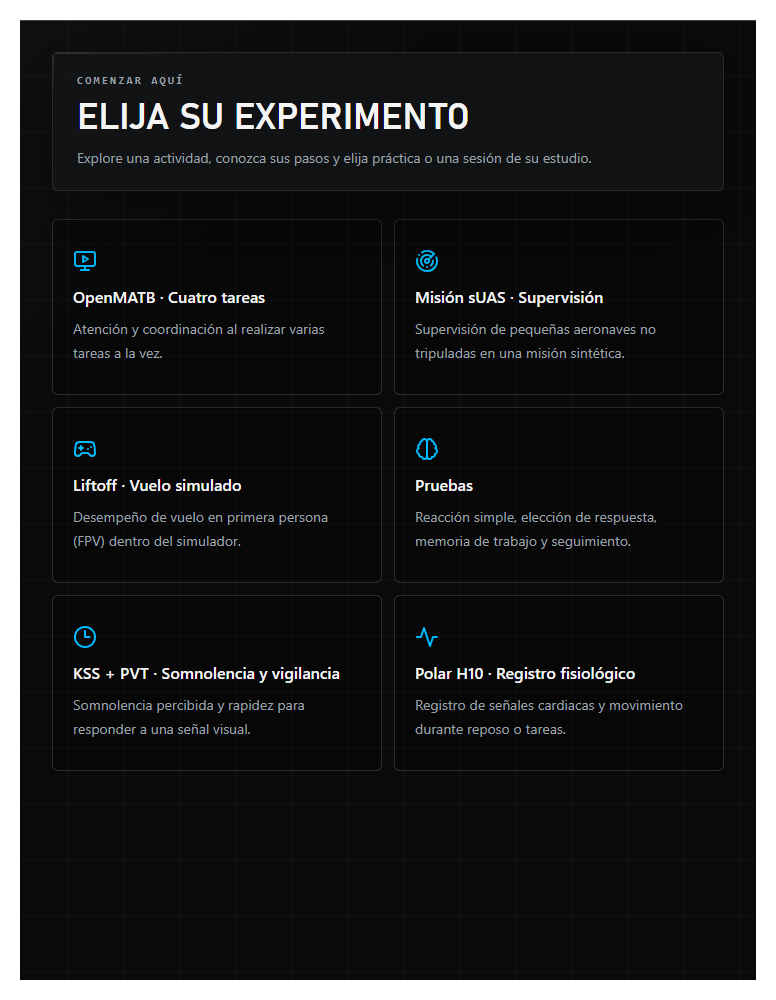 COMENZAR AQUÍ
ELIJA SU EXPERIMENTO
Explore una actividad, conozca sus pasos y elija práctica o una sesión de su estudio.
OpenMATB · Cuatro tareas
Atención y coordinación al realizar varias
tareas a la vez.
Misión sUAS · Supervisión
Supervisión de pequeñas aeronaves no
tripuladas en una misión sintética.
Liftoff · Vuelo simulado
Desempeño de vuelo en primera persona
(FPV) dentro del simulador.
Pruebas
Reacción simple, elección de respuesta,
memoria de trabajo y seguimiento.
KSS + PVT · Somnolencia y vigilancia
Somnolencia percibida y rapidez para
responder a una señal visual.
Polar H10 · Registro fisiológico
Registro de señales cardiacas y movimiento
durante reposo o tareas.